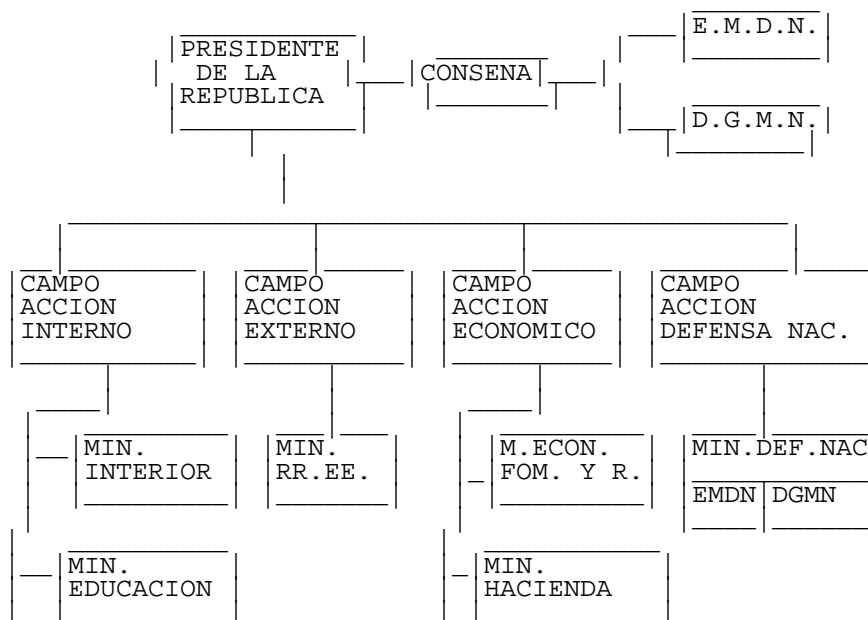 E.M.D.N.
PRESIDENTE
DE LA
REPUBLICA
CONSENA
D.G.M.N.
CAMPO
ACCION
INTERNO
CAMPO
ACCION
EXTERNO
CAMPO
ACCION
ECONOMICO
CAMPO
ACCION
DEFENSA NAC.
MIN.
INTERIOR
MIN.
RR.EE.
M.ECON.
FOM. Y R.
MIN.DEF.NAC
EMDN
DGMN
MIN.
EDUCACION
MIN.
HACIENDA